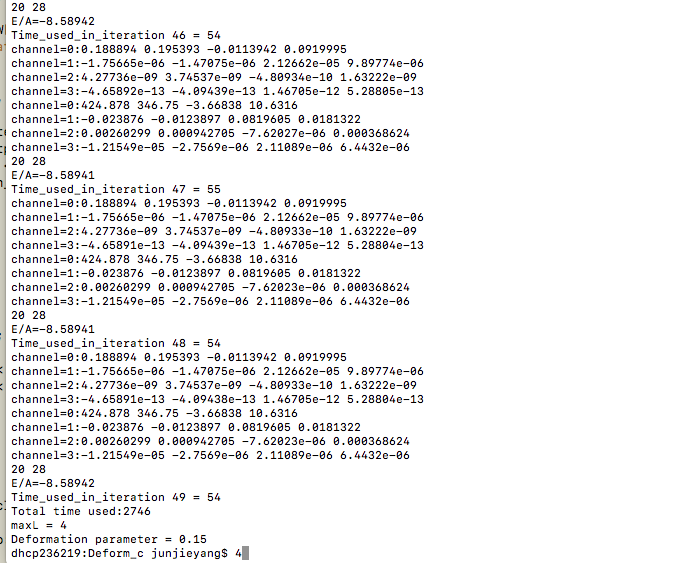 20 28
E/A=-8.58942
Time_used_in_iteration 46 = 54
channel=0:0.188894 0.195393 -0.0113942 0.0919995
channel=1:-1.75665e-06 -1.47075e-06 2.12662e-05 9.89774e-06
channel=2:4.27736e-09 3.74537e-09 -4.80934e-10 1.63222e-09
channel=3:-4.65892e-13 -4.09439e-13 1.46705e-12 5.28805e-13
channel=0:424.878 346.75 -3.66838 10.6316
channel=1:-0.023876 -0.0123897 0.0819605 0.0181322
channel=2:0.00260299 0.000942705 -7.62027e-06 0.000368624
channel=3:-1.21549e-05 -2.7569e-06 2.11089e-06 6.4432e-06
20 28
E/A=-8.58941
Time_used_in_iteration 47 = 55
channel=0:0.188894 0.195393 -0.0113942 0.0919995
channel=1:-1.75665e-06 -1.47075e-06 2.12662e-05 9.89774e-06
channel=2:4.27736e-09 3.74537e-09 -4.80933e-10 1.63222e-09
channel=3:-4.65891e-13 -4.09439e-13 1.46705e-12 5.28804e-13
channel=0:424.878 346.75 -3.66838 10.6316
channel=1:-0.023876 -0.0123897 0.0819605 0.0181322
channel=2:0.00260299 0.000942705 -7.62023e-06 0.000368624
channel=3:-1.21549e-05 -2.7569e-06 2.11089e-06 6.4432e-06
20 28
E/A=-8.58941
Time_used_in_iteration 48 = 54
channel=0:0.188894 0.195393 -0.0113942 0.0919995
channel=1:-1.75665e-06 -1.47075e-06 2.12662e-05 9.89774e-06
channel=2:4.27736e-09 3.74537e-09 -4.80933e-10 1.63222e-09
channel=3:-4.65891e-13 -4.09438e-13 1.46705e-12 5.28804e-13
channel=0:424.878 346.75 -3.66838 10.6316
channel=1:-0.023876 -0.0123897 0.0819605 0.0181322
channel=2:0.00260299 0.000942705 -7.62023e-06 0.000368624
channel=3:-1.21549e-05 -2.7569e-06 2.11089e-06 6.4432e-06
20 28
E/A=-8.58942
Time_used_in_iteration 49 = 54
Total time used:2746
maxL = 4
Deformation parameter = 0.15
dhcp236219:Deform_c junjieyang$ 4